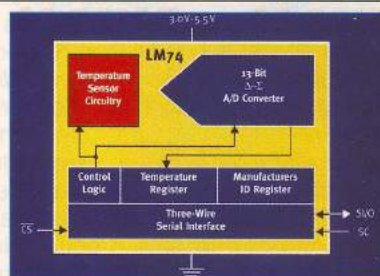 3.0V-5.5V
LM74
Temperature
Sensor
Circuitry
13-Bit
Δ-Σ
A/D Converter
Control
Logic
Temperature
Register
Manufacturers
ID Register
Three-Wire
Serial Interface
CS
SI/O
SC